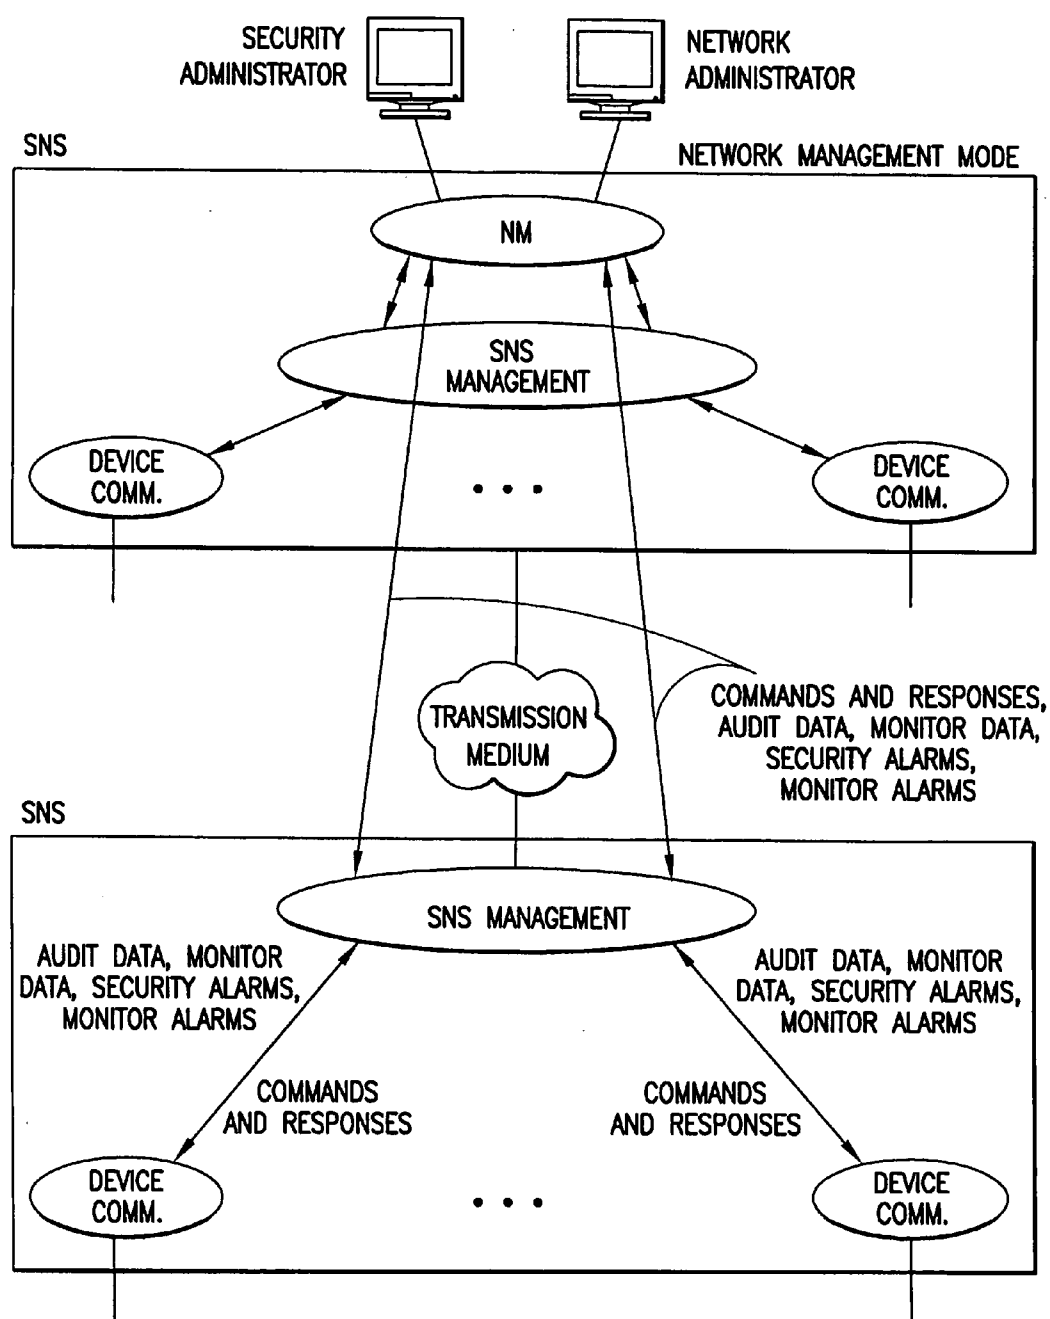 SECURITY
ADMINISTRATOR
NETWORK
ADMINISTRATOR
SNS
NETWORK MANAGEMENT MODE
NM
SNS
MANAGEMENT
DEVICE
COMM.
DEVICE
COMM.
TRANSMISSION
MEDIUM
COMMANDS AND RESPONSES,
AUDIT DATA, MONITOR DATA,
SECURITY ALARMS,
MONITOR ALARMS
SNS
SNS MANAGEMENT
AUDIT DATA, MONITOR
DATA, SECURITY ALARMS,
MONITOR ALARMS
AUDIT DATA, MONITOR
DATA, SECURITY ALARMS,
MONITOR ALARMS
COMMANDS
AND RESPONSES
COMMANDS
AND RESPONSES
DEVICE
COMM.
DEVICE
COMM.